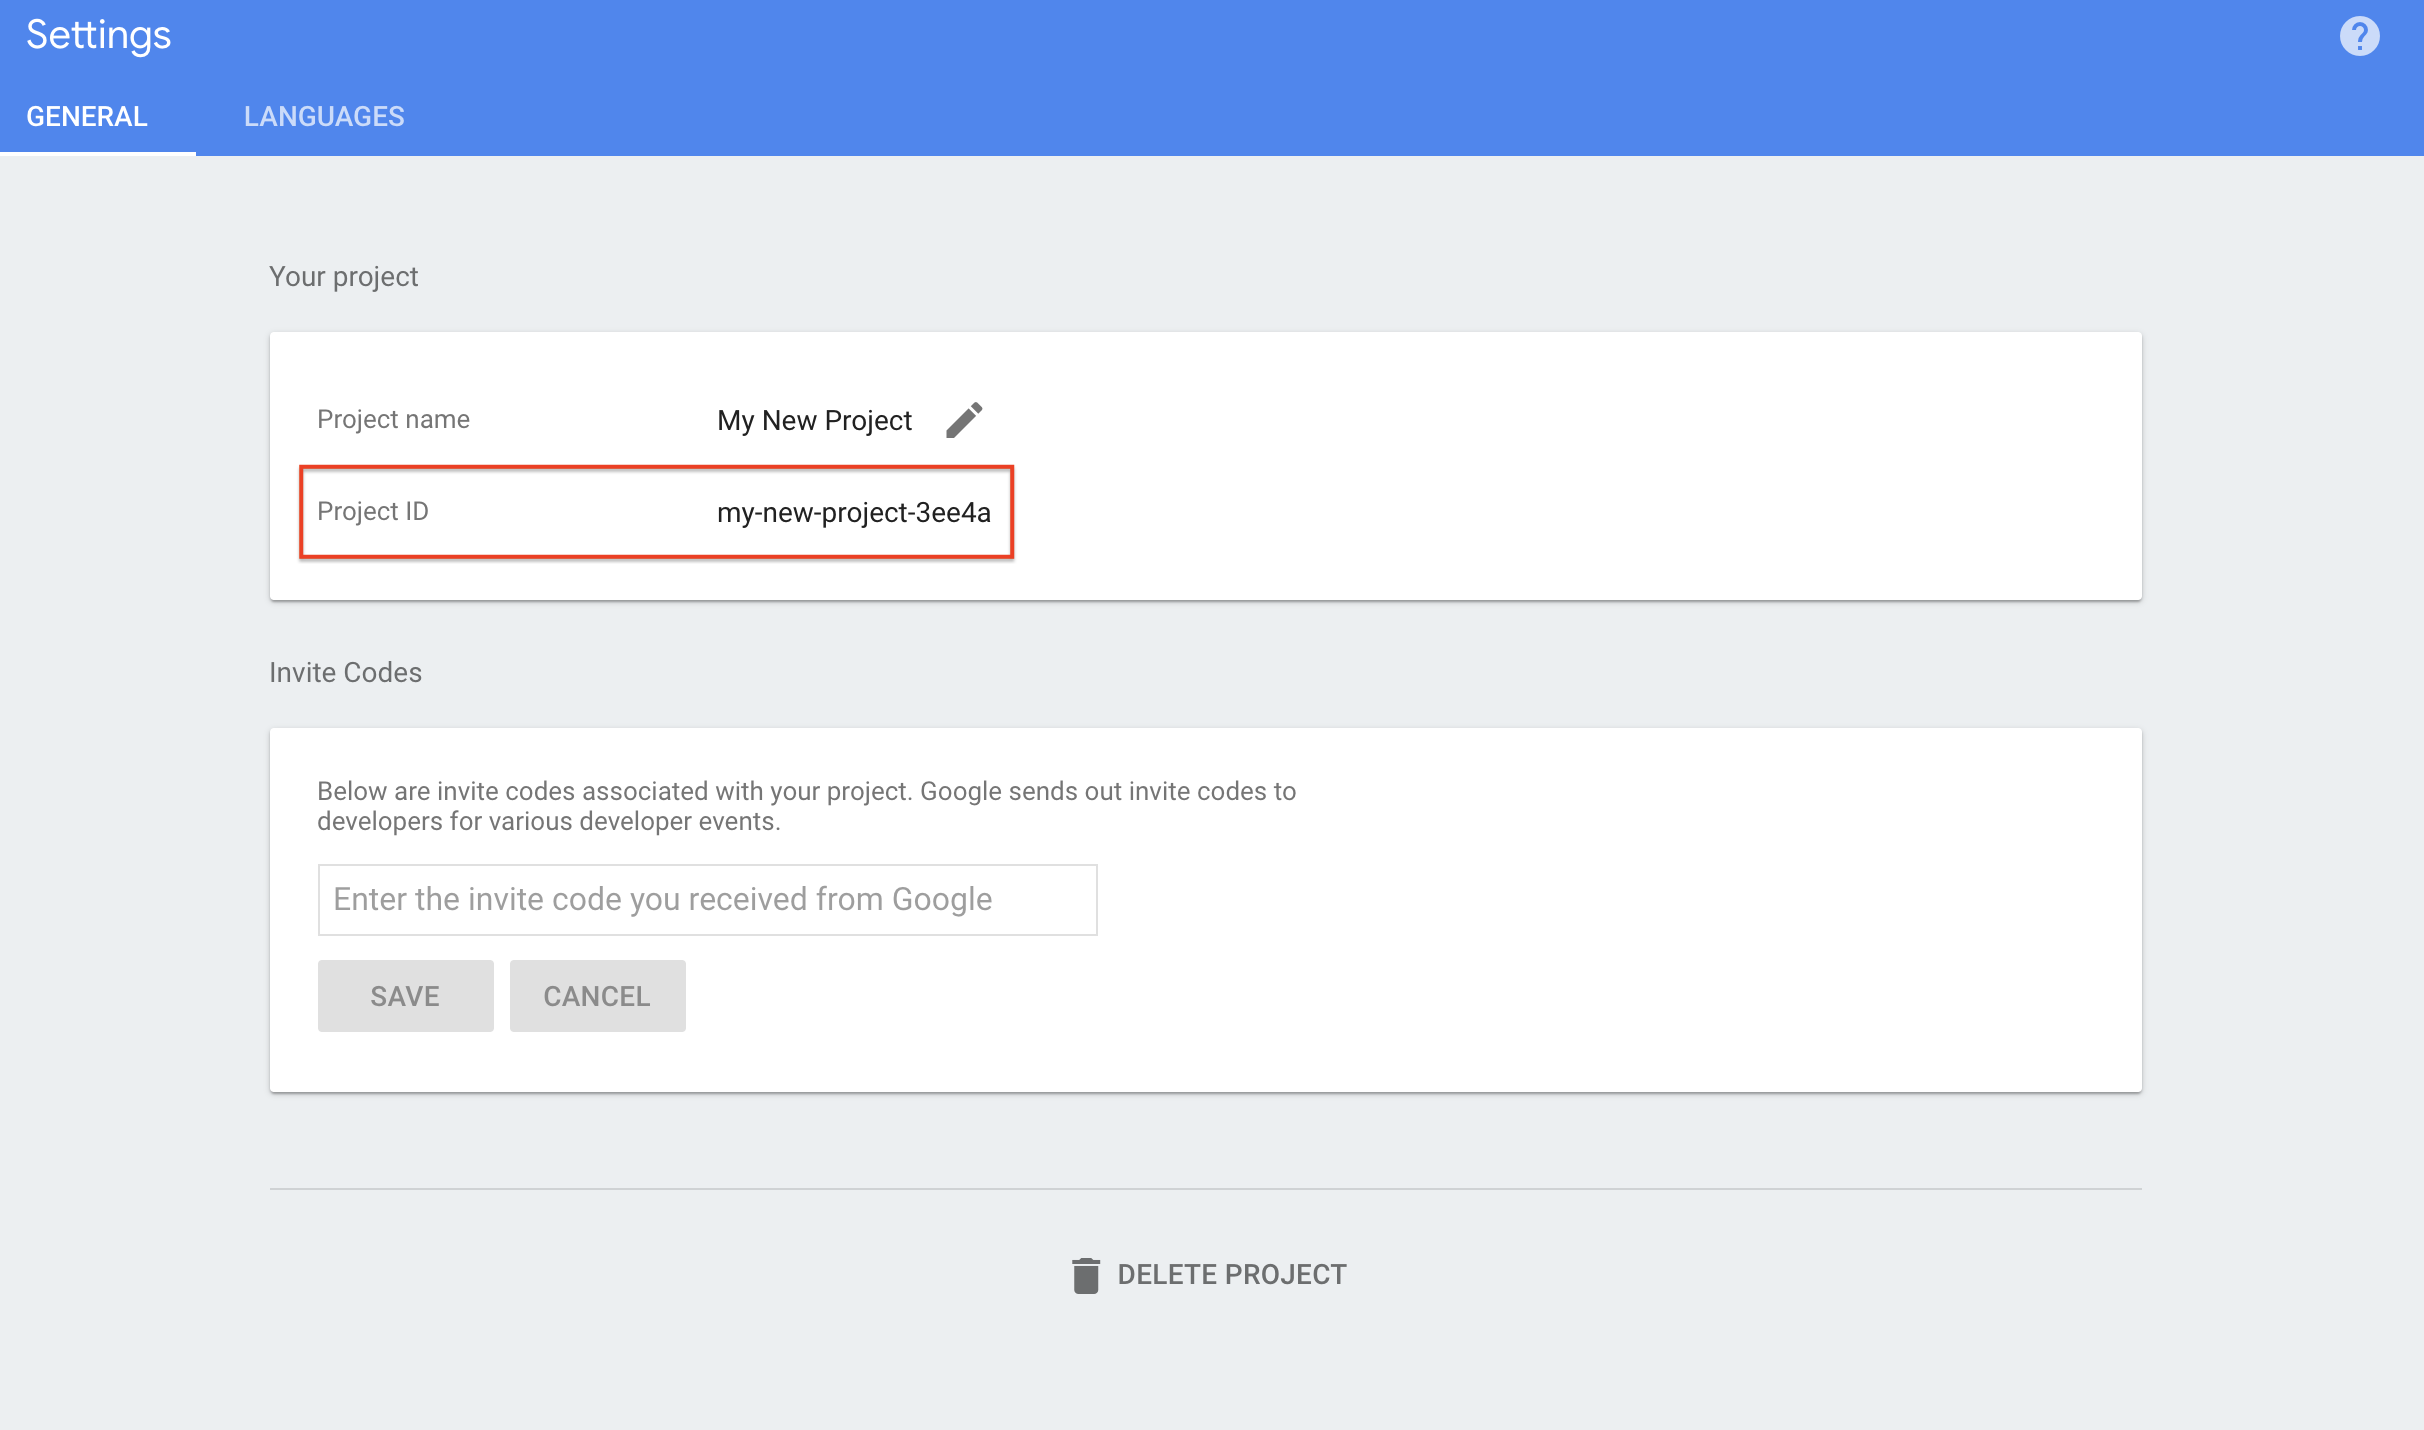 Settings
?
GENERAL LANGUAGES
Your project
Project name My New Project
Project ID my-new-project-3ee4a
Invite Codes
Below are invite codes associated with your project. Google sends out invite codes to
developers for various developer events.
Enter the invite code you received from Google
SAVE CANCEL
DELETE PROJECT